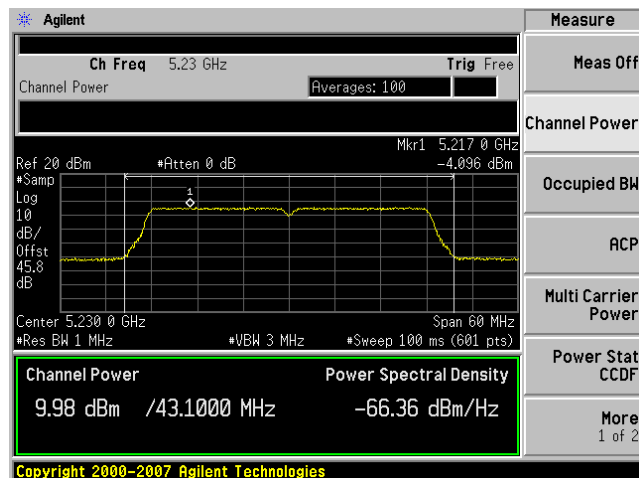 Agilent
Measure
Ch Freq 5.23 GHz Trig Free
Channel Power Averages: 100
Mkr1 5.217 0 GHz
Ref 20 dBm #Atten 0 dB -4.096 dBm
#Samp
Log
10
dB/
Offst
45.8
dB
1
Center 5.230 0 GHz Span 60 MHz
#Res BW 1 MHz #VBW 3 MHz #Sweep 100 ms (601 pts)
Channel Power Power Spectral Density
9.98 dBm /43.1000 MHz -66.36 dBm/Hz
Copyright 2000-2007 Agilent Technologies
Meas Off
Channel Power
Occupied BW
ACP
Multi Carrier
Power
Power Stat
CCDF
More
1 of 2